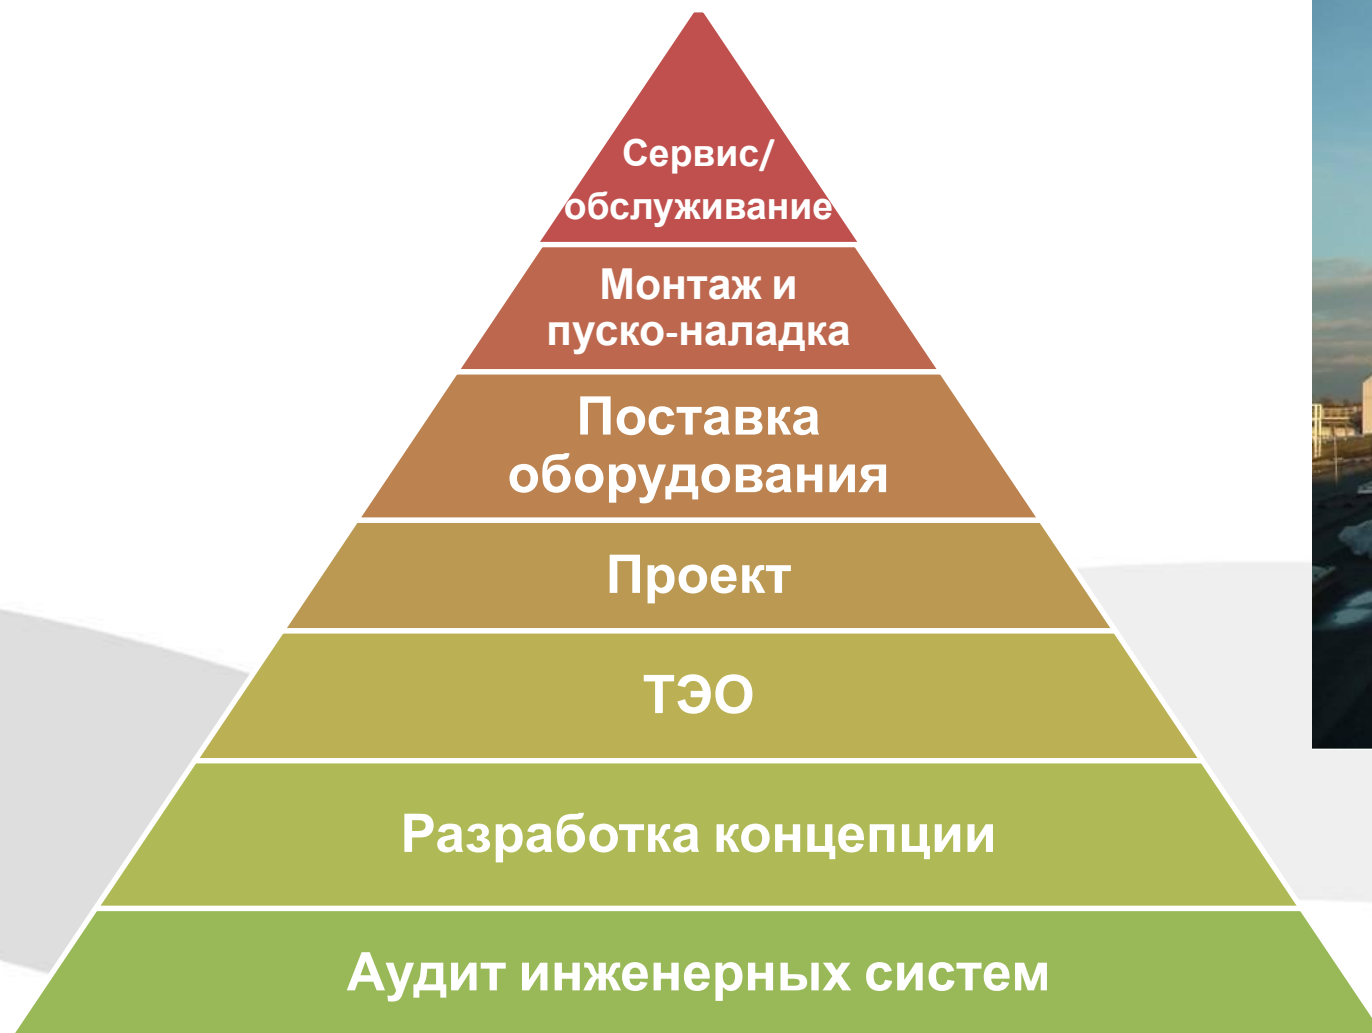 Сервис/
обслуживание
Монтаж и
пуско-наладка
Поставка
оборудования
Проект
ТЭО
Разработка концепции
Аудит инженерных систем